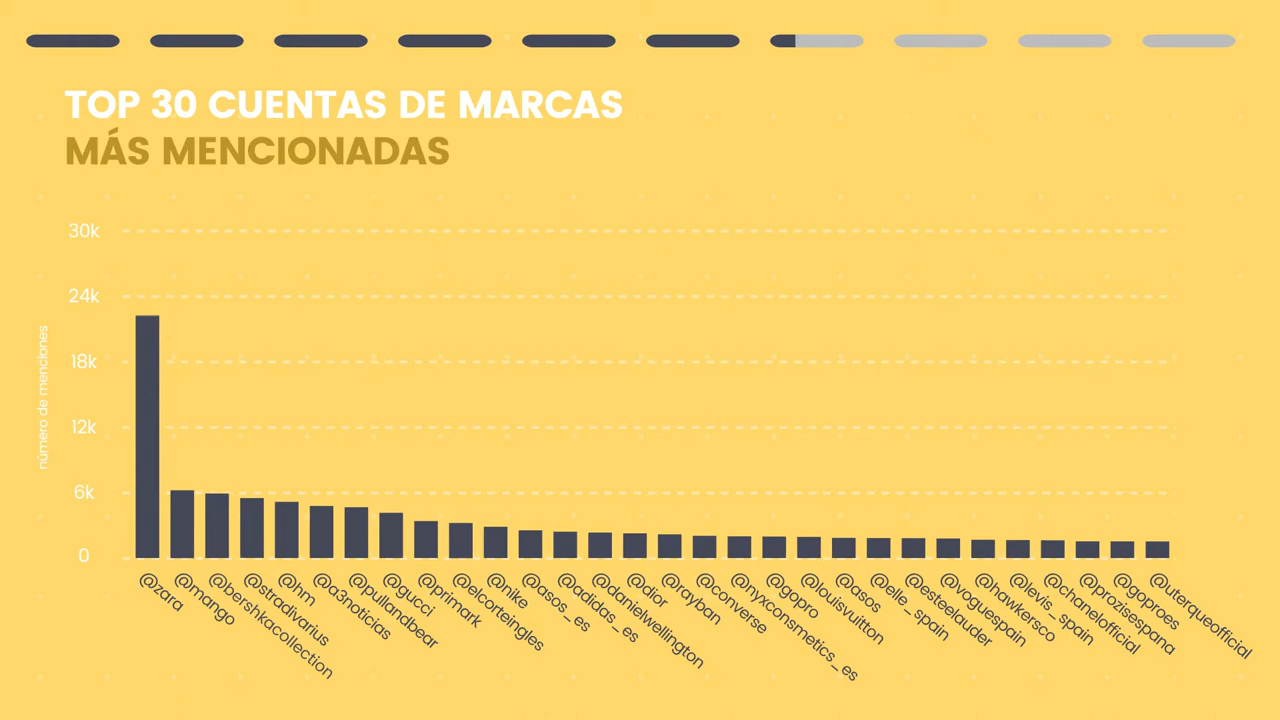 TOP 30 CUENTAS DE MARCAS
MÁS MENCIONADAS
número de menciones
30k
24k
18k
12k
6k
0
@zara
@mango
@bershkacollection
@stradivarius
@hm
@a3noticias
@pullandbear
@gucci
@primark
@elcorteingles
@nike
@asos_es
@adidas_es
@danielwellington
@dior
@rayban
@converse
@nyxconsmetics_es
@gopro
@louisvuitton
@asos
@elle_spain
@esteelauder
@voguespain
@hawkersco
@levis_spain
@chanelofficial
@prozisespana
@goproes
@uterqueofficial